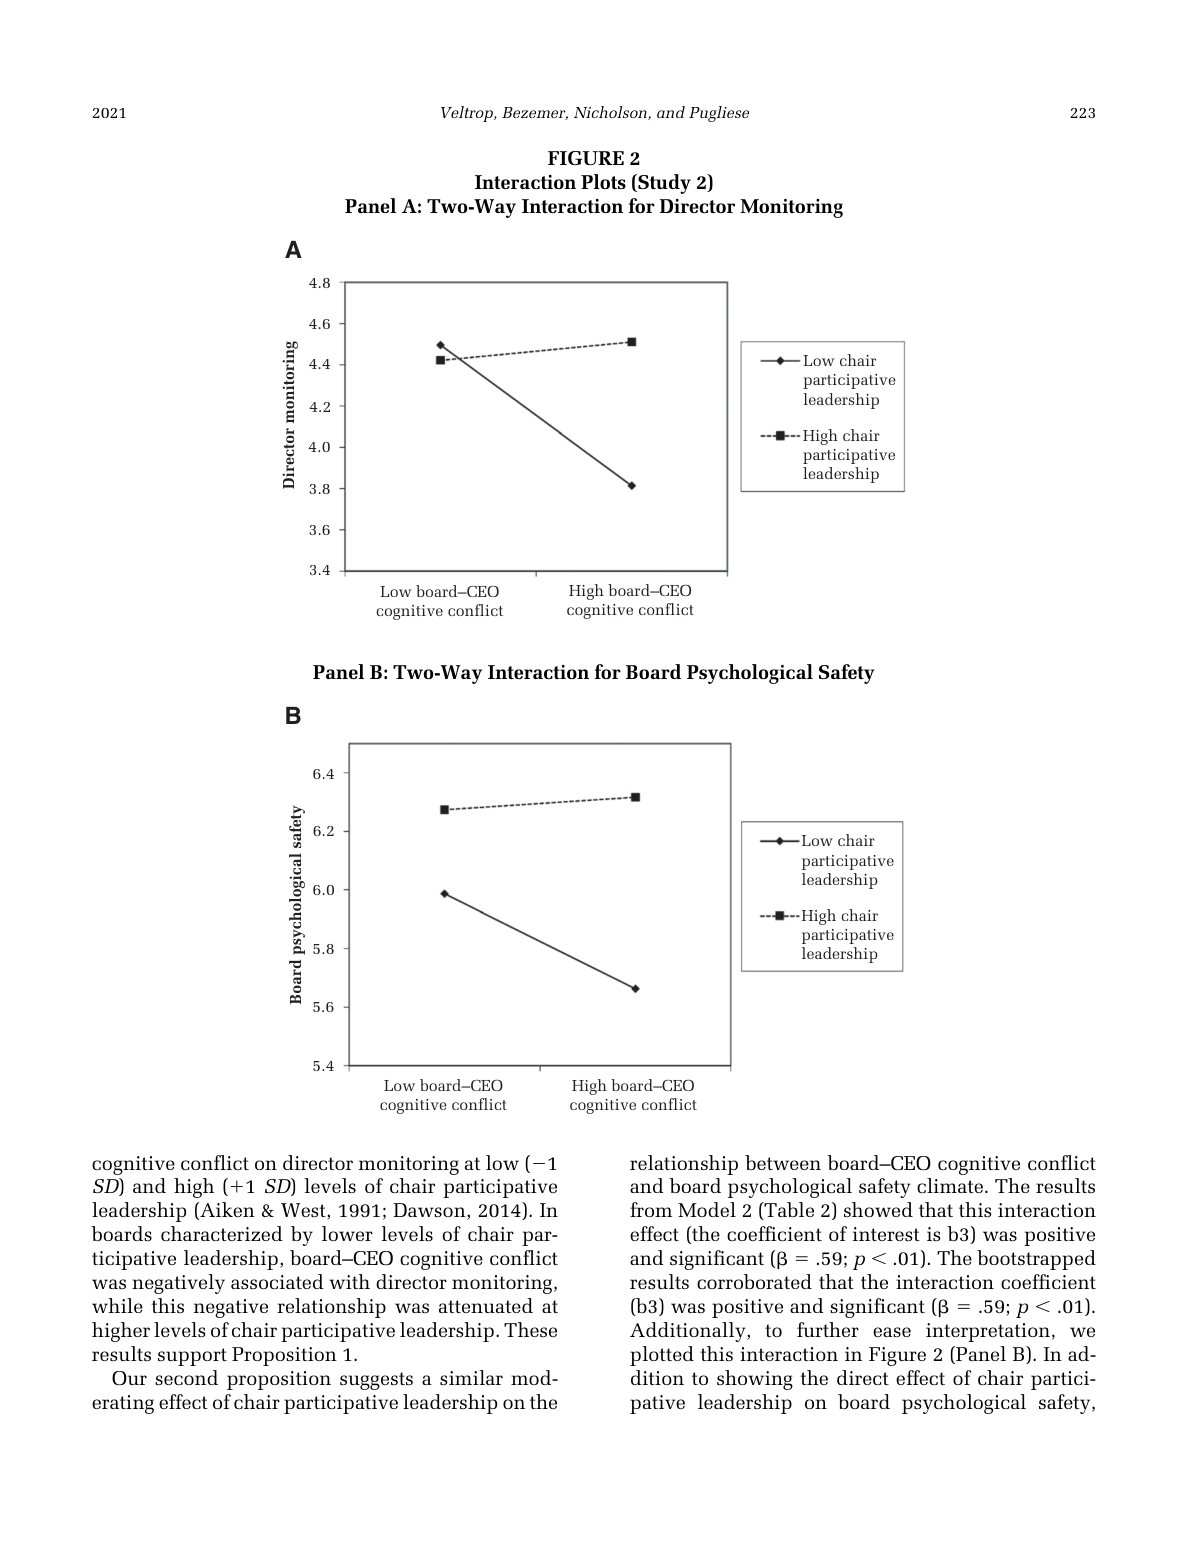 2021
Veltrop, Bezemer, Nicholson, and Pugliese
223
FIGURE 2
Interaction Plots (Study 2)
Panel A: Two-Way Interaction for Director Monitoring
A
Director monitoring
4.8
4.6
4.4
4.2
4.0
3.8
3.6
3.4
Low board–CEO
cognitive conflict
High board–CEO
cognitive conflict
Low chair
participative
leadership
High chair
participative
leadership
Panel B: Two-Way Interaction for Board Psychological Safety
B
Board psychological safety
6.4
6.2
6.0
5.8
5.6
5.4
Low board–CEO
cognitive conflict
High board–CEO
cognitive conflict
Low chair
participative
leadership
High chair
participative
leadership
cognitive conflict on director monitoring at low (−1
SD) and high (+1 SD) levels of chair participative
leadership (Aiken & West, 1991; Dawson, 2014). In
boards characterized by lower levels of chair par-
ticipative leadership, board–CEO cognitive conflict
was negatively associated with director monitoring,
while this negative relationship was attenuated at
higher levels of chair participative leadership. These
results support Proposition 1.
Our second proposition suggests a similar mod-
erating effect of chair participative leadership on the
relationship between board–CEO cognitive conflict
and board psychological safety climate. The results
from Model 2 (Table 2) showed that this interaction
effect (the coefficient of interest is b3) was positive
and significant (β = .59; p < .01). The bootstrapped
results corroborated that the interaction coefficient
(b3) was positive and significant (β = .59; p < .01).
Additionally, to further ease interpretation, we
plotted this interaction in Figure 2 (Panel B). In ad-
dition to showing the direct effect of chair partici-
pative leadership on board psychological safety,